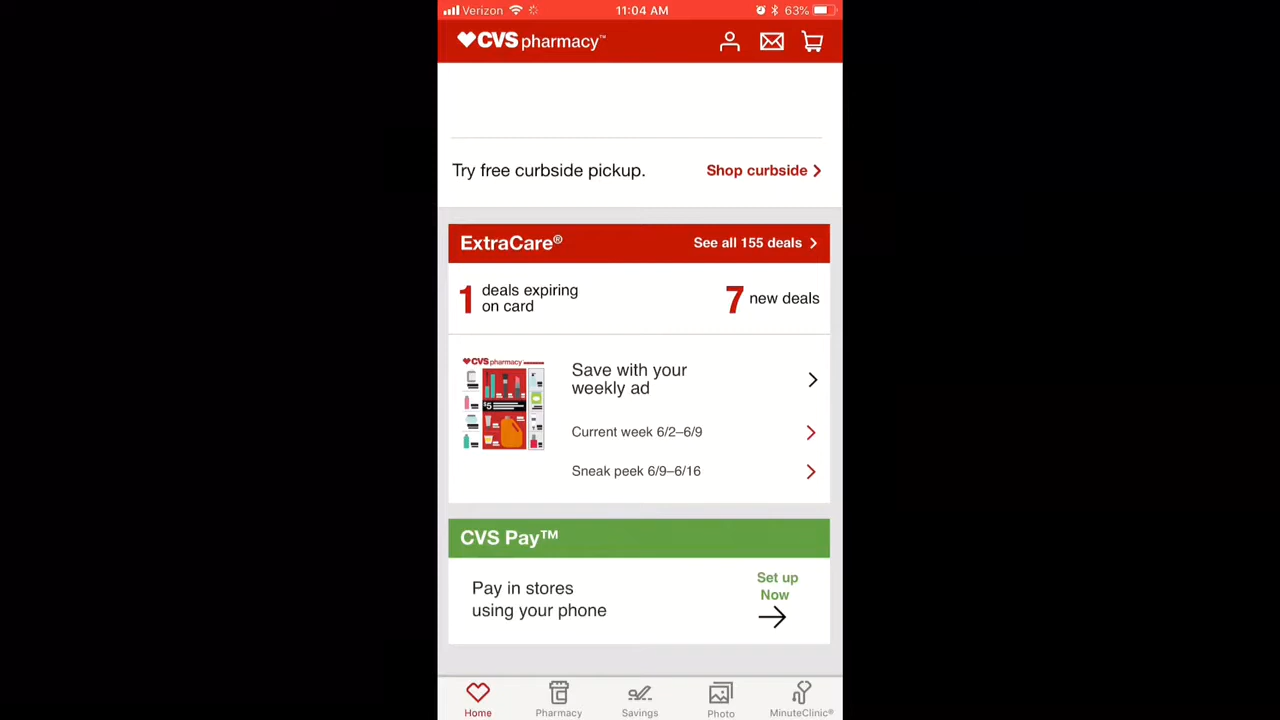 Verizon 11:04 AM 63%
CVS pharmacy™
Try free curbside pickup. Shop curbside
ExtraCare® See all 155 deals
1 deals expiring
on card
7 new deals
CVS pharmacy
$5
Save with your
weekly ad
Current week 6/2–6/9
Sneak peek 6/9–6/16
CVS Pay™
Pay in stores
using your phone
Set up
Now
Home Pharmacy Savings Photo MinuteClinic®